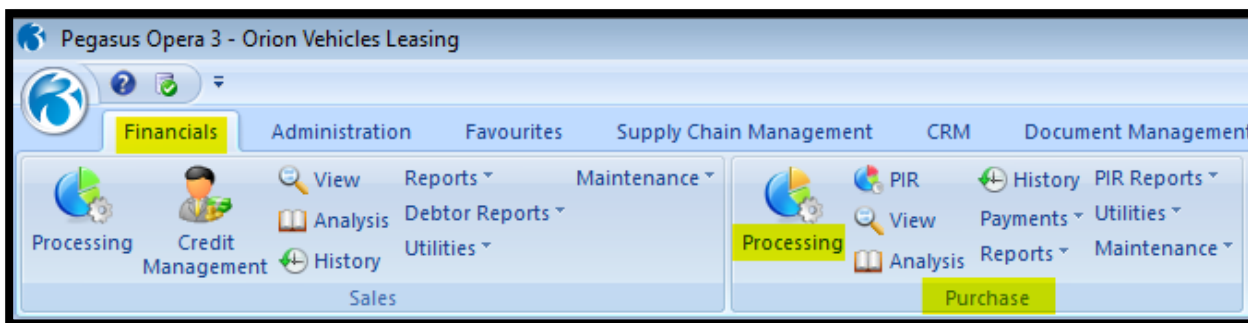 Pegasus Opera 3 - Orion Vehicles Leasing
Financials Administration Favourites Supply Chain Management CRM Document Management
View Reports Maintenance PIR History PIR Reports
Analysis Debtor Reports View Payments Utilities
Processing Credit Management History Utilities Processing Analysis Reports Maintenance
Sales Purchase